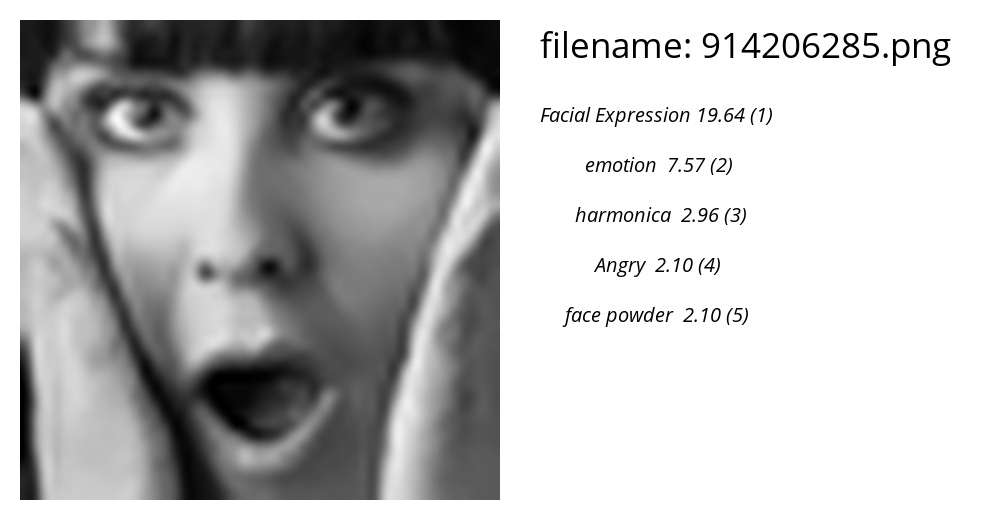 filename: 914206285.png
Facial Expression 19.64 (1)
emotion 7.57 (2)
harmonica 2.96 (3)
Angry 2.10 (4)
face powder 2.10 (5)